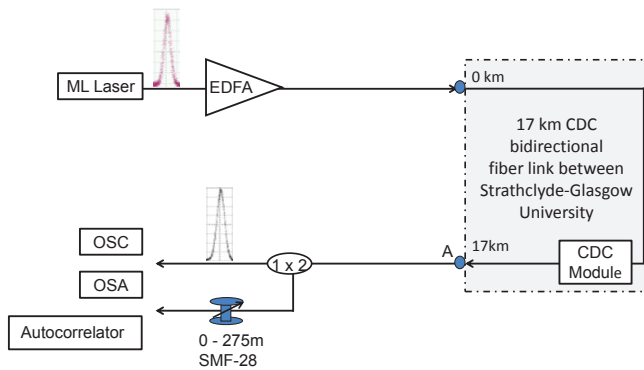 ML Laser
EDFA
0 km
17 km CDC
bidirectional
fiber link between
Strathclyde-Glasgow
University
CDC
Module
17km
A
1 x 2
OSC
OSA
Autocorrelator
0 - 275m
SMF-28